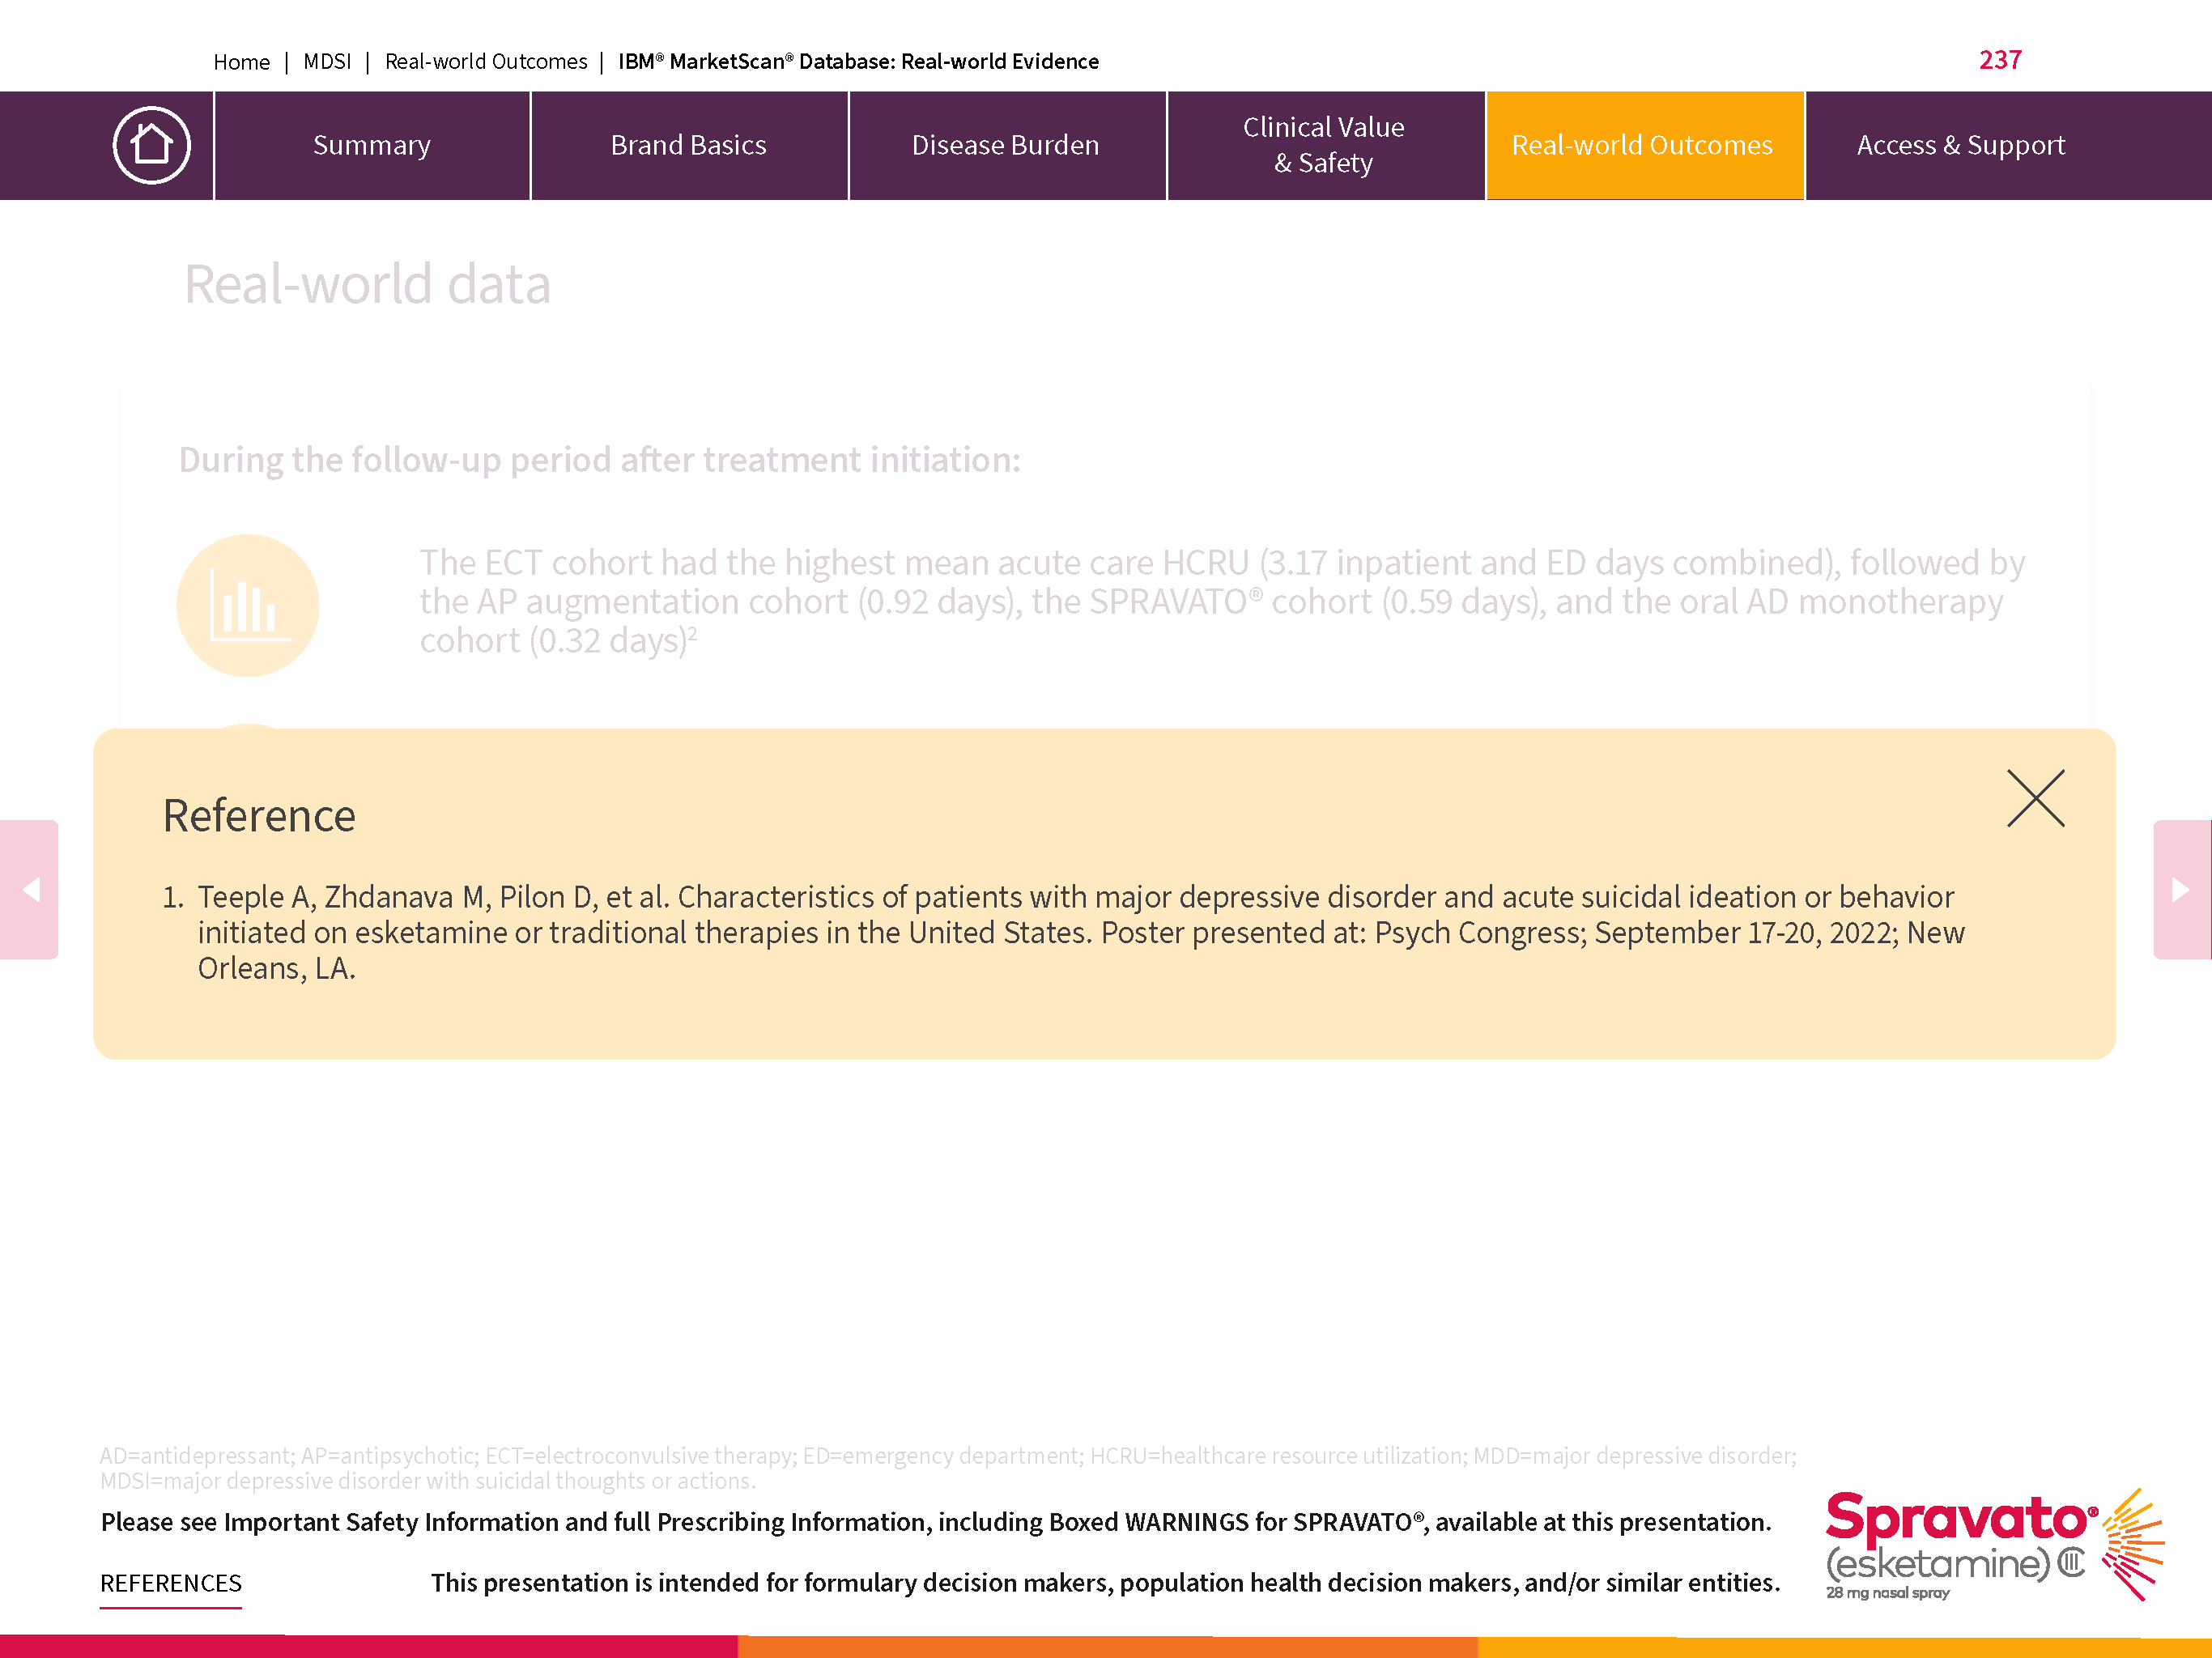 Home | MDSI | Real-world Outcomes | IBM® MarketScan® Database: Real-world Evidence
237
Summary
Brand Basics
Disease Burden
Clinical Value
& Safety
Real-world Outcomes
Access & Support
Real-world data
During the follow-up period after treatment initiation:
The ECT cohort had the highest mean acute care HCRU (3.17 inpatient and ED days combined), followed by
the AP augmentation cohort (0.92 days), the SPRAVATO® cohort (0.59 days), and the oral AD monotherapy
cohort (0.32 days)²
Reference
1. Teeple A, Zhdanava M, Pilon D, et al. Characteristics of patients with major depressive disorder and acute suicidal ideation or behavior
initiated on esketamine or traditional therapies in the United States. Poster presented at: Psych Congress; September 17-20, 2022; New
Orleans, LA.
AD=antidepressant; AP=antipsychotic; ECT=electroconvulsive therapy; ED=emergency department; HCRU=healthcare resource utilization; MDD=major depressive disorder;
MDSI=major depressive disorder with suicidal thoughts or actions.
Please see Important Safety Information and full Prescribing Information, including Boxed WARNINGS for SPRAVATO®, available at this presentation.
REFERENCES
This presentation is intended for formulary decision makers, population health decision makers, and/or similar entities.
Spravato®
(esketamine) CIII
28 mg nasal spray